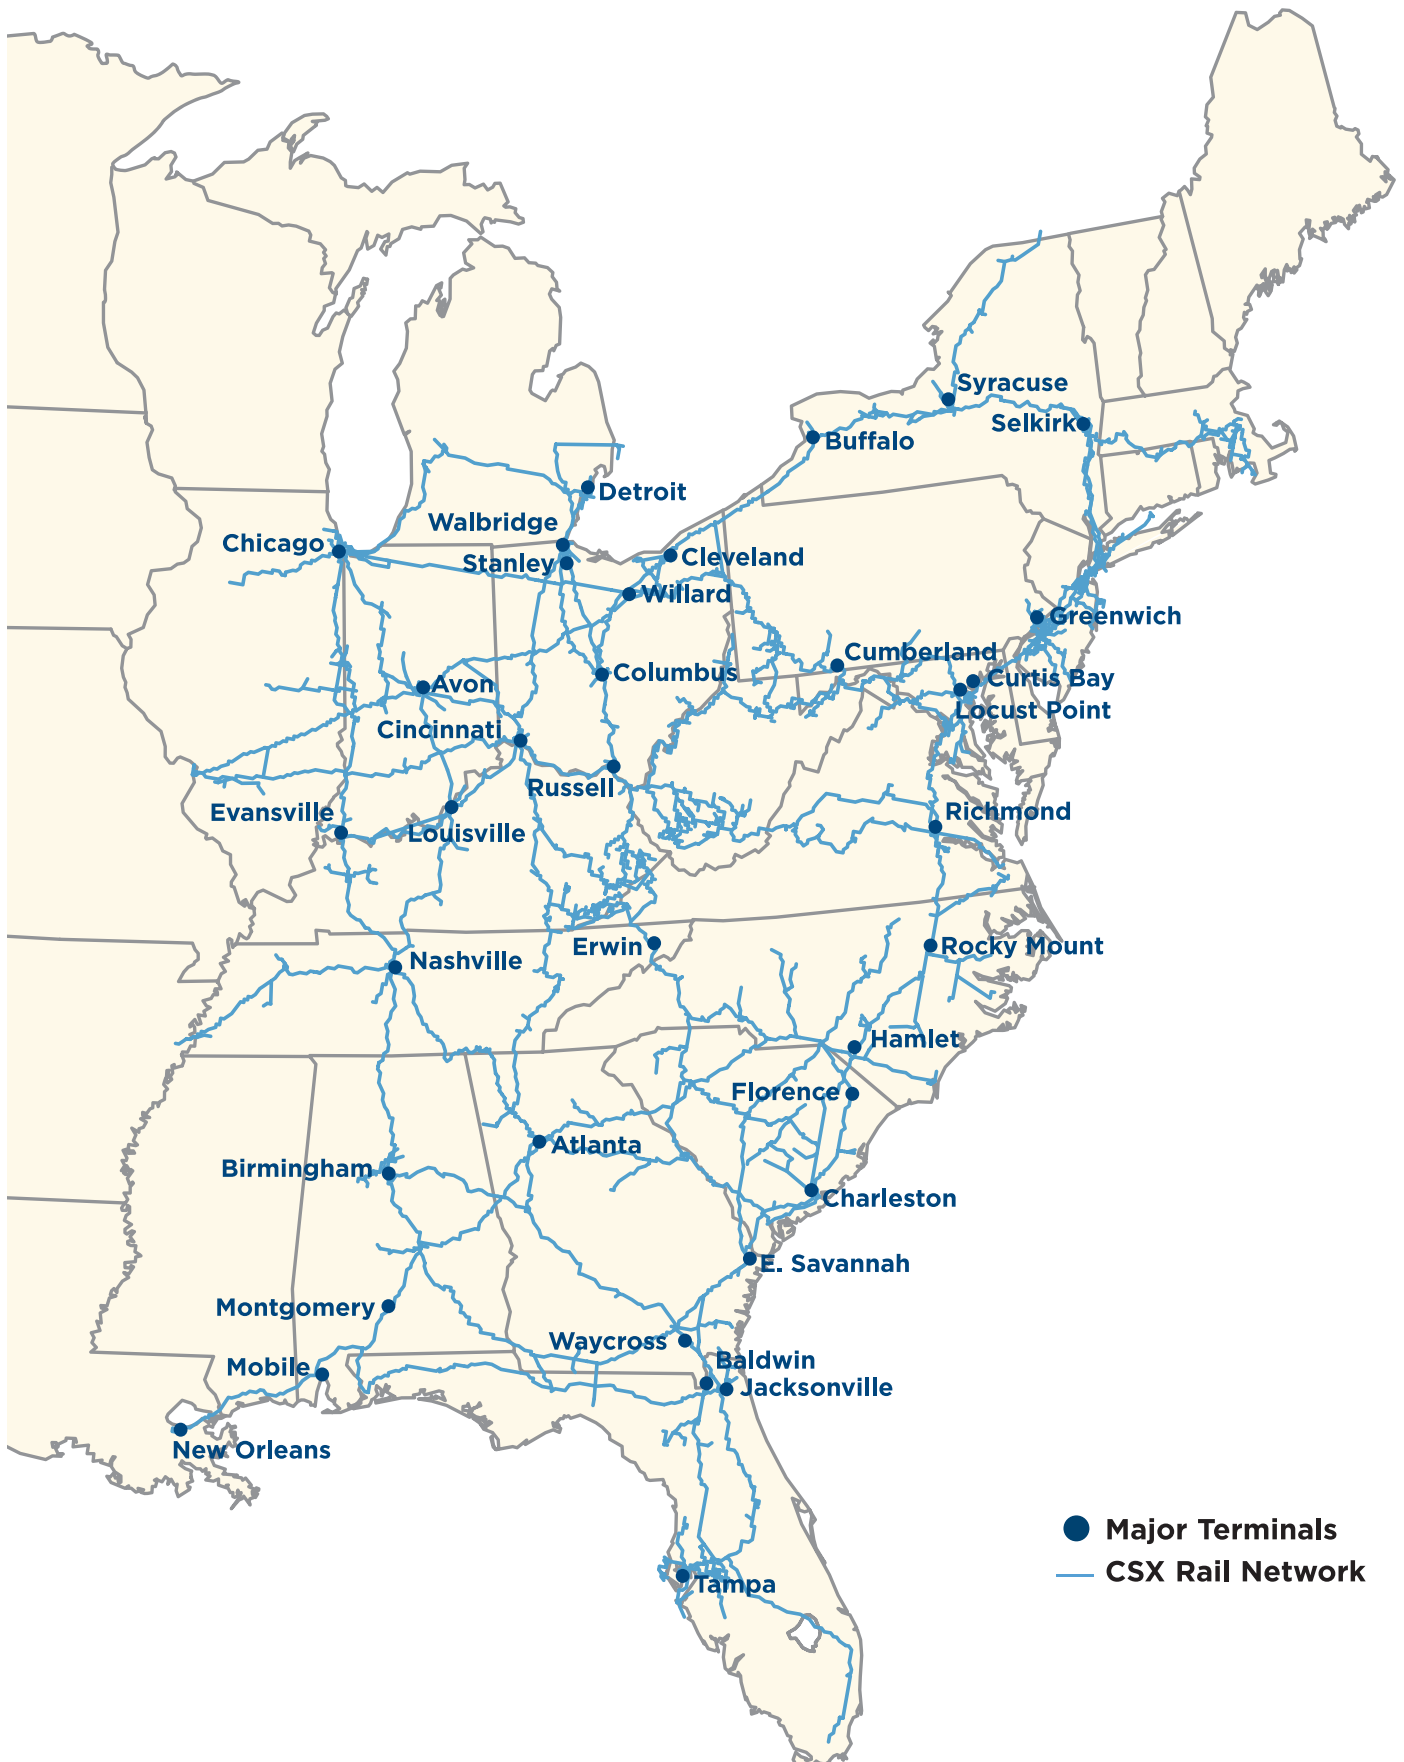 Syracuse
Selkirk
Buffalo
Detroit
Walbridge
Chicago
Stanley
Cleveland
Willard
Greenwich
Cumberland
Columbus
Curtis Bay
Avon
Locust Point
Cincinnati
Russell
Evansville
Richmond
Louisville
Erwin
Rocky Mount
Nashville
Hamlet
Florence
Atlanta
Birmingham
Charleston
E. Savannah
Montgomery
Waycross
Baldwin
Mobile
Jacksonville
New Orleans
Major Terminals
CSX Rail Network
Tampa